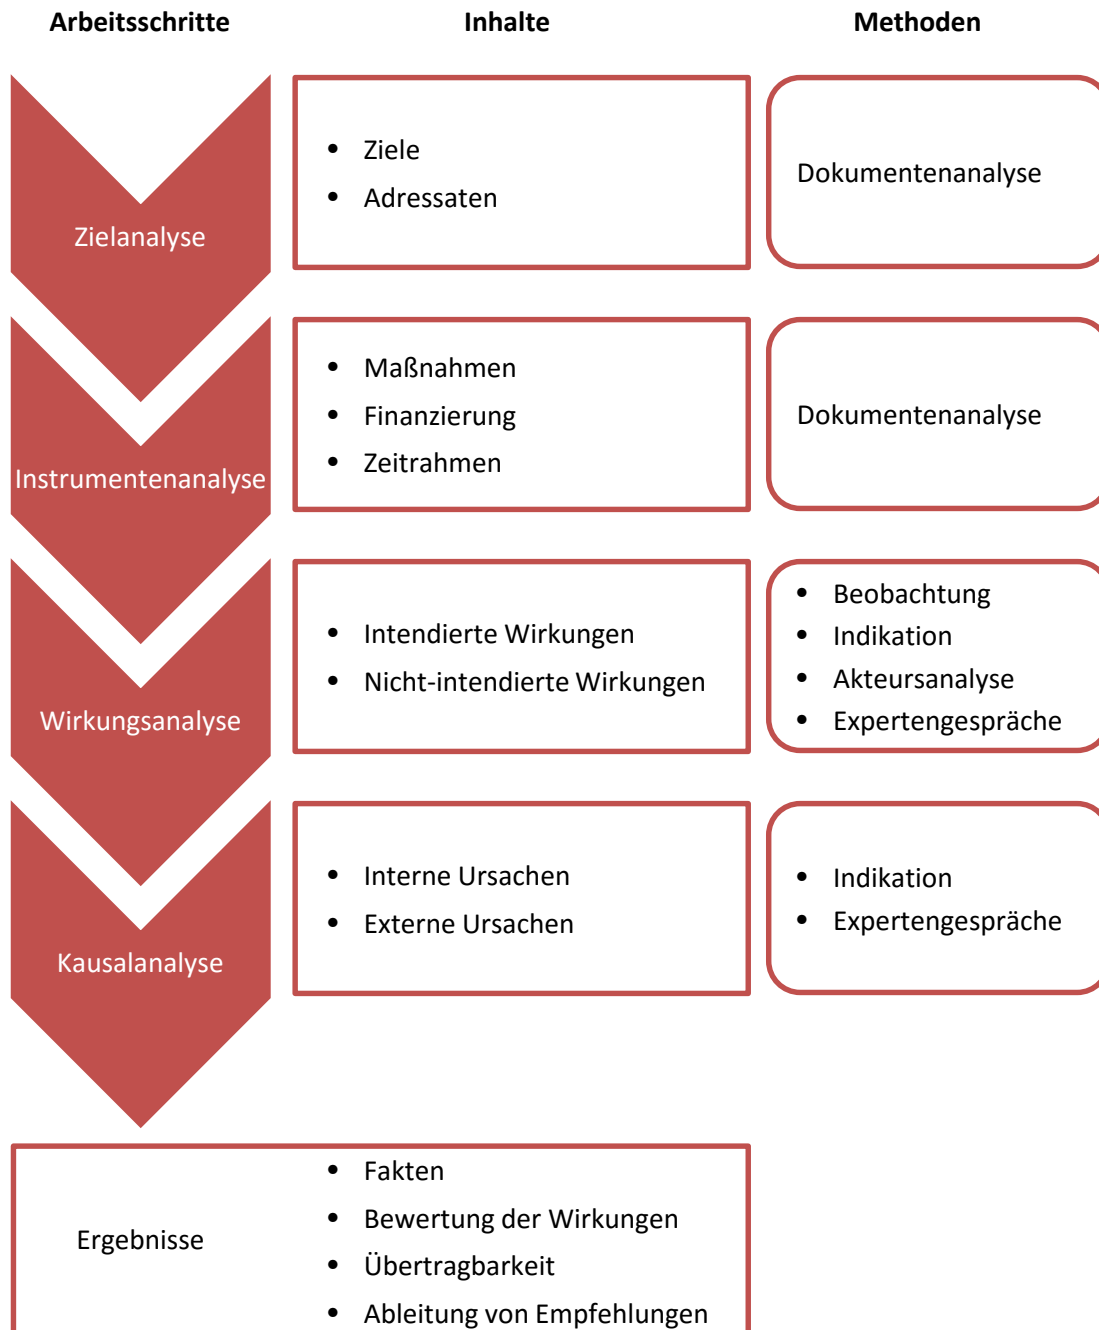 Arbeitsschritte Inhalte Methoden
Zielanalyse
• Ziele
• Adressaten
Dokumentenanalyse
Instrumentenanalyse
• Maßnahmen
• Finanzierung
• Zeitrahmen
Dokumentenanalyse
Wirkungsanalyse
• Intendierte Wirkungen
• Nicht-intendierte Wirkungen
• Beobachtung
• Indikation
• Akteursanalyse
• Expertengespräche
Kausalanalyse
• Interne Ursachen
• Externe Ursachen
• Indikation
• Expertengespräche
Ergebnisse
• Fakten
• Bewertung der Wirkungen
• Übertragbarkeit
• Ableitung von Empfehlungen